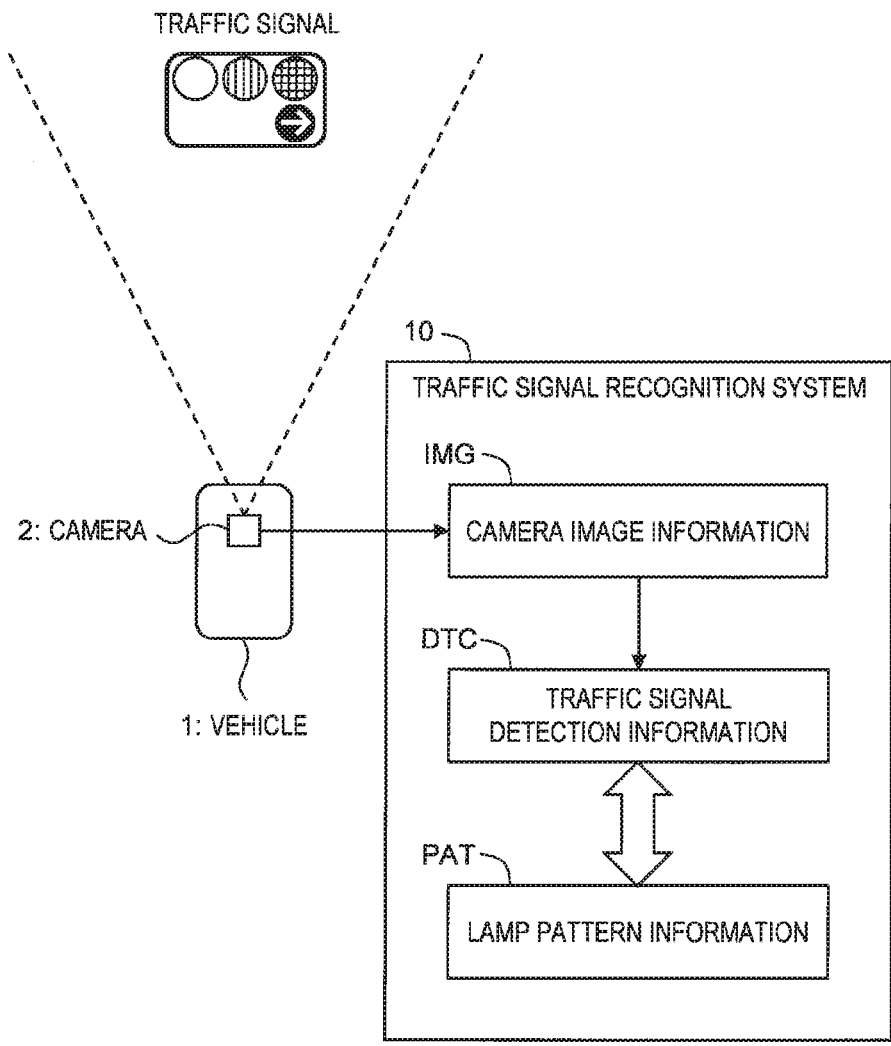 TRAFFIC SIGNAL
10
TRAFFIC SIGNAL RECOGNITION SYSTEM
IMG
CAMERA IMAGE INFORMATION
2: CAMERA
DTC
TRAFFIC SIGNAL
DETECTION INFORMATION
1: VEHICLE
PAT
LAMP PATTERN INFORMATION